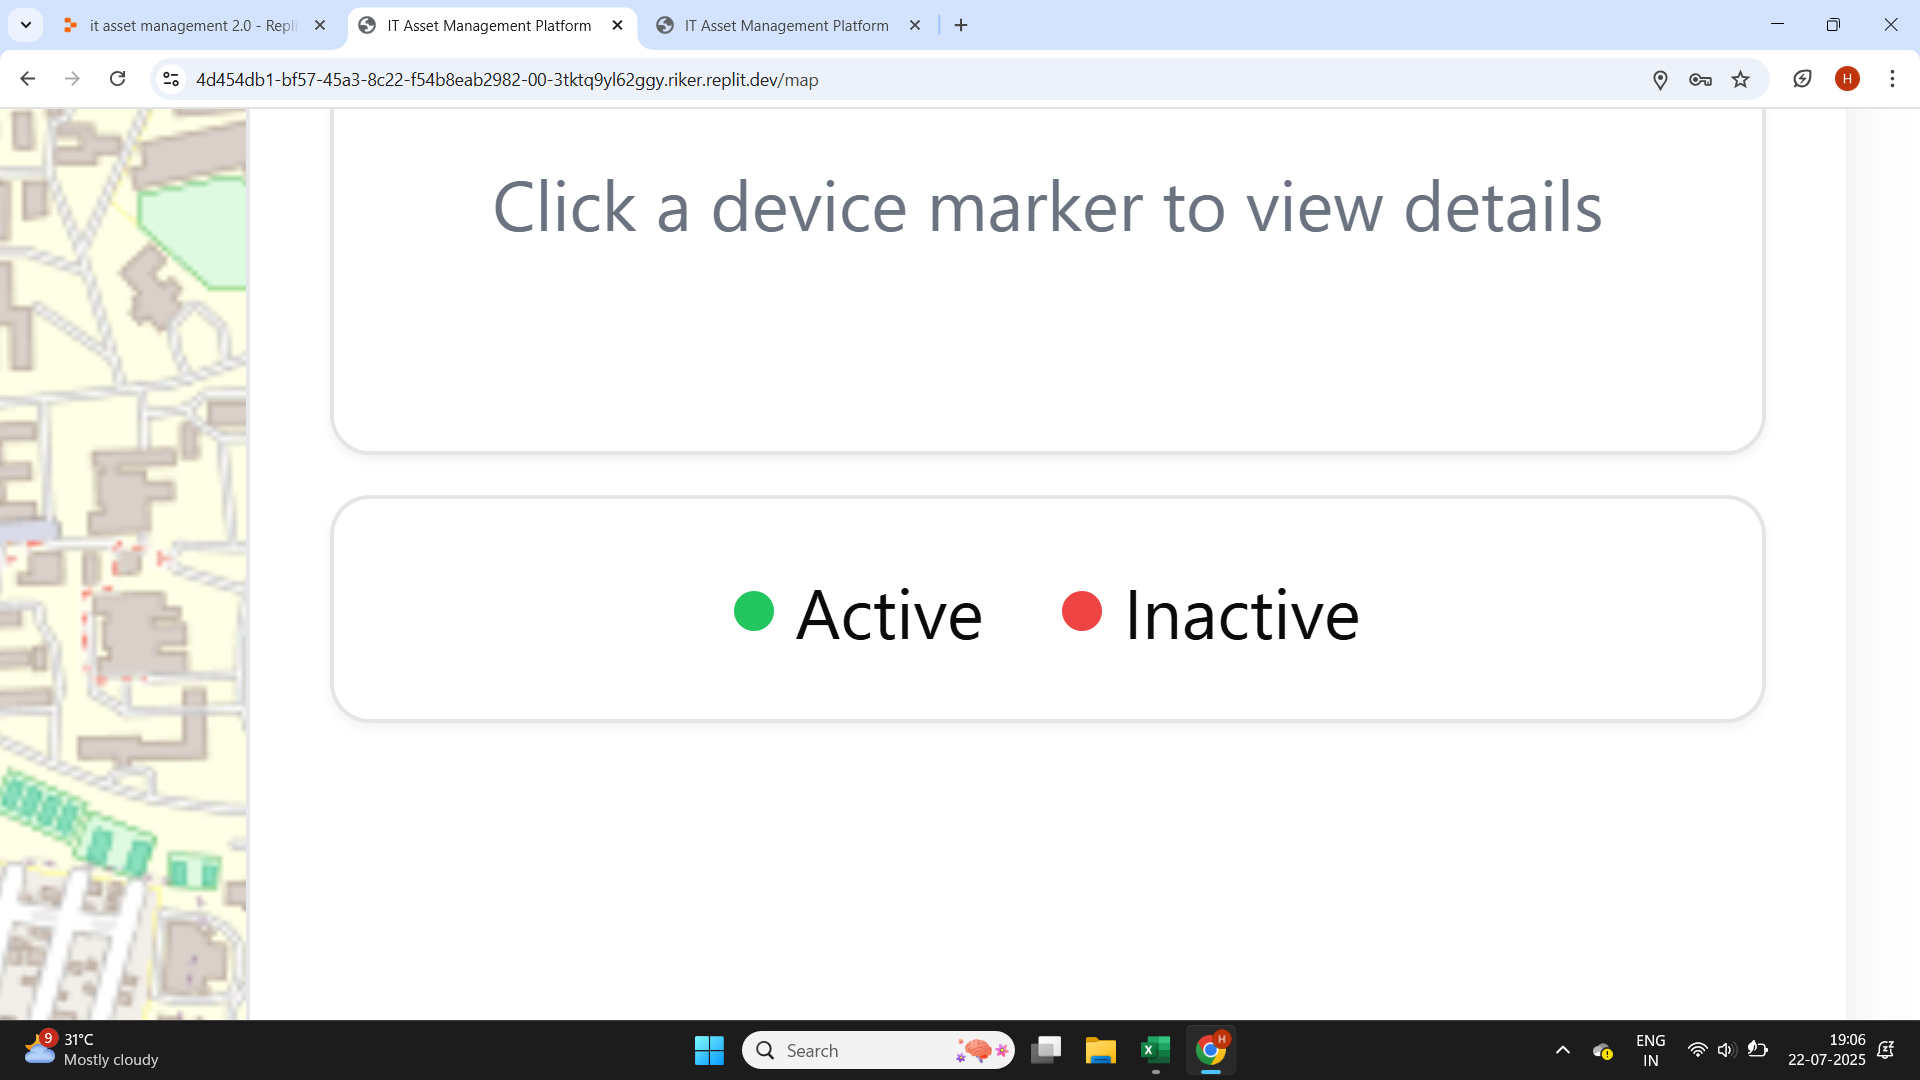 it asset management 2.0 - Repli
IT Asset Management Platform
IT Asset Management Platform
4d454db1-bf57-45a3-8c22-f54b8eab2982-00-3tktq9yl62ggy.riker.replit.dev/map
H
Click a device marker to view details
Active
Inactive
9
31°C
Mostly cloudy
Search
X
H
ENG
IN
19:06
22-07-2025